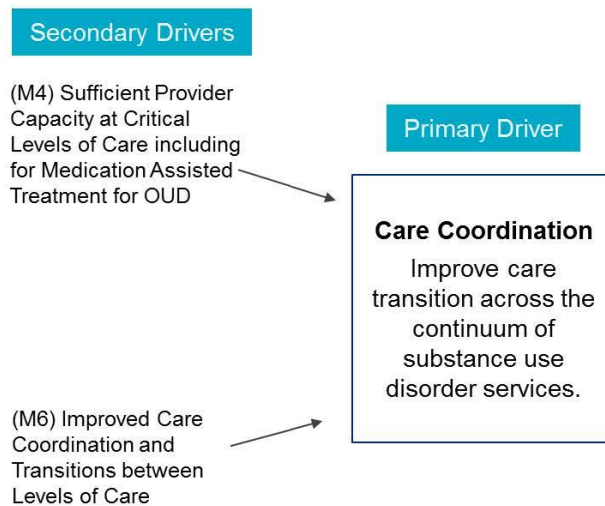 Secondary Drivers
(M4) Sufficient Provider
Capacity at Critical
Levels of Care including
for Medication Assisted
Treatment for OUD
Primary Driver
Care Coordination
Improve care
transition across the
continuum of
substance use
disorder services.
(M6) Improved Care
Coordination and
Transitions between
Levels of Care